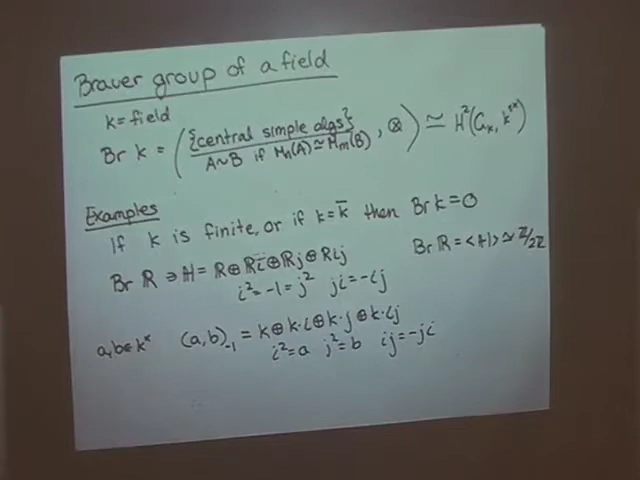 Brauer group of a field
k = field
Br k = ( {central simple algs} / A~B if Mn(A) ≃ Mm(B) , ⊗ ) ≃ H²(Gk, k^sx)
Examples
If k is finite, or if k = k̄ then Br k = 0
Br ℝ ∋ ℍ = ℝ ⊕ ℝi ⊕ ℝj ⊕ ℝij Br ℝ = <ℍ> ≃ ℤ/2ℤ
i² = -1 = j² ji = -ij
a,b ∈ k^x (a,b)₋₁ = k ⊕ k·i ⊕ k·j ⊕ k·ij
i² = a j² = b ij = -ji